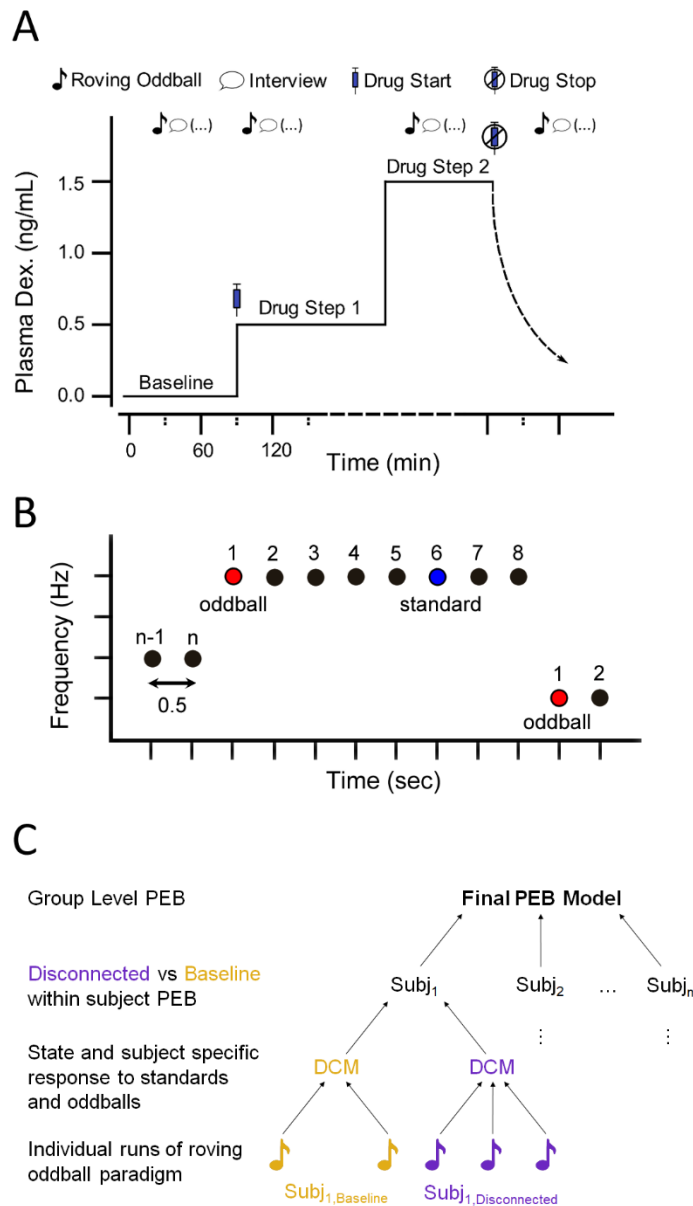 A
Roving Oddball Interview Drug Start Drug Stop
(...) (...) (...) (...)
Drug Step 2
1.5
1.0
Drug Step 1
0.5
Baseline
0.0
Plasma Dex. (ng/mL)
0 60 120
Time (min)
B
1 2 3 4 5 6 7 8
oddball standard
n-1 n
0.5
1 2
oddball
Frequency (Hz)
Time (sec)
C
Group Level PEB
Final PEB Model
Disconnected vs Baseline
within subject PEB
Subj1 Subj2 ... Subjn
State and subject specific
response to standards
and oddballs
DCM DCM
Individual runs of roving
oddball paradigm
Subj1,Baseline Subj1,Disconnected